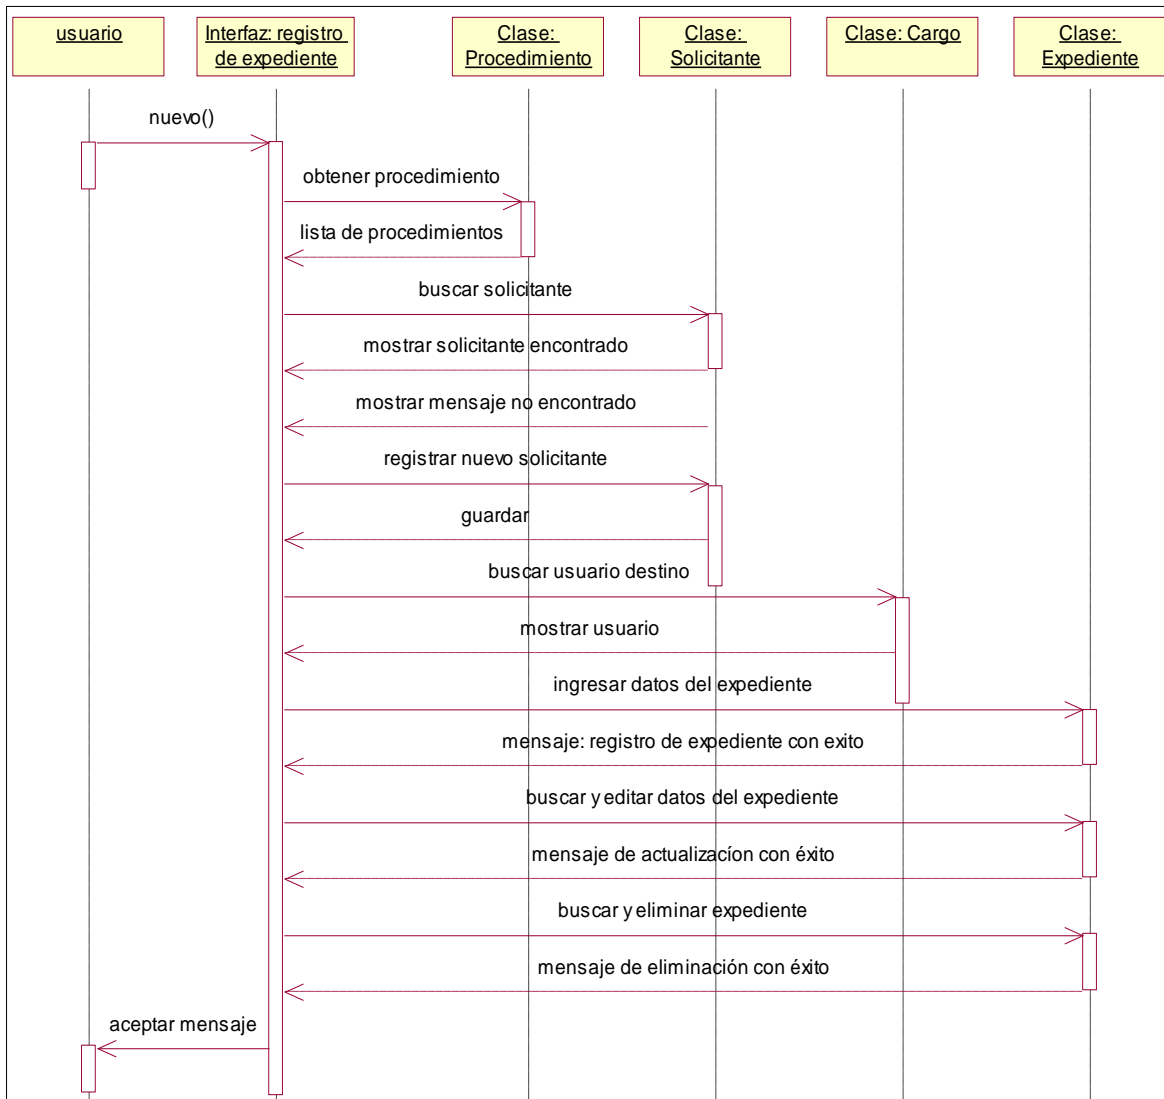 usuario
Interfaz: registro
de expediente
Clase:
Procedimiento
Clase:
Solicitante
Clase: Cargo
Clase:
Expediente
nuevo()
obtener procedimiento
lista de procedimientos
buscar solicitante
mostrar solicitante encontrado
mostrar mensaje no encontrado
registrar nuevo solicitante
guardar
buscar usuario destino
mostrar usuario
ingresar datos del expediente
mensaje: registro de expediente con exito
buscar y editar datos del expediente
mensaje de actualizacíon con éxito
buscar y eliminar expediente
mensaje de eliminación con éxito
aceptar mensaje